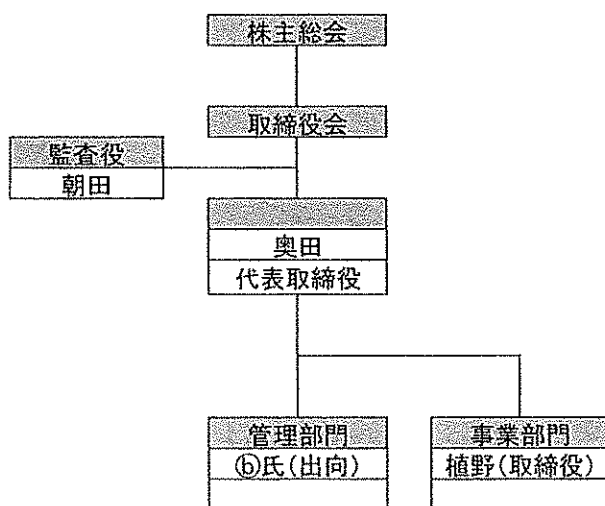 株主総会
取締役会
監査役
朝田
奥田
代表取締役
管理部門
ⓑ氏(出向)
事業部門
植野(取締役)